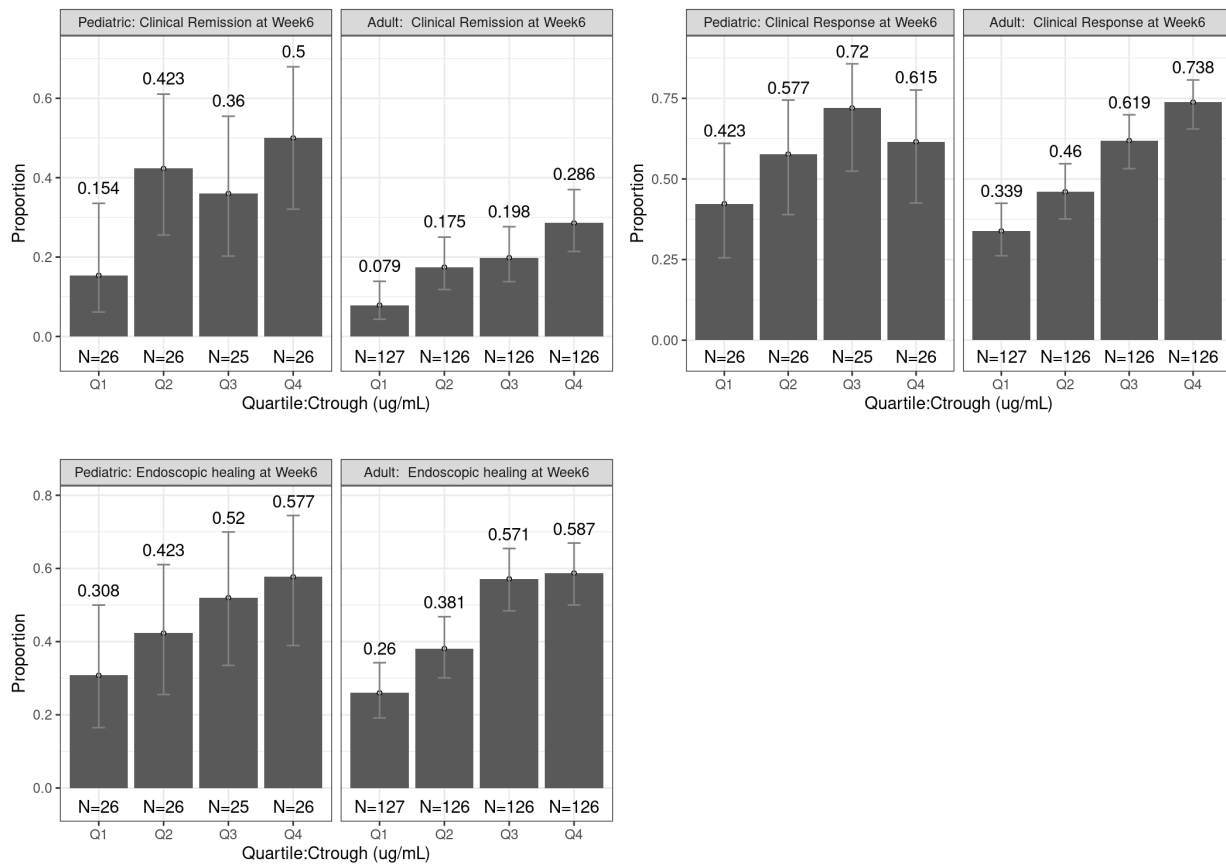 Pediatric: Clinical Remission at Week6
Adult: Clinical Remission at Week6
Proportion
0.6
0.4
0.2
0.0
0.154
0.423
0.36
0.5
0.079
0.175
0.198
0.286
N=26 N=26 N=25 N=26
N=127 N=126 N=126 N=126
Q1 Q2 Q3 Q4
Q1 Q2 Q3 Q4
Quartile:Ctrough (ug/mL)
Pediatric: Clinical Response at Week6
Adult: Clinical Response at Week6
Proportion
0.75
0.50
0.25
0.00
0.423
0.577
0.72
0.615
0.339
0.46
0.619
0.738
N=26 N=26 N=25 N=26
N=127 N=126 N=126 N=126
Q1 Q2 Q3 Q4
Q1 Q2 Q3 Q4
Quartile:Ctrough (ug/mL)
Pediatric: Endoscopic healing at Week6
Adult: Endoscopic healing at Week6
Proportion
0.8
0.6
0.4
0.2
0.0
0.308
0.423
0.52
0.577
0.26
0.381
0.571
0.587
N=26 N=26 N=25 N=26
N=127 N=126 N=126 N=126
Q1 Q2 Q3 Q4
Q1 Q2 Q3 Q4
Quartile:Ctrough (ug/mL)